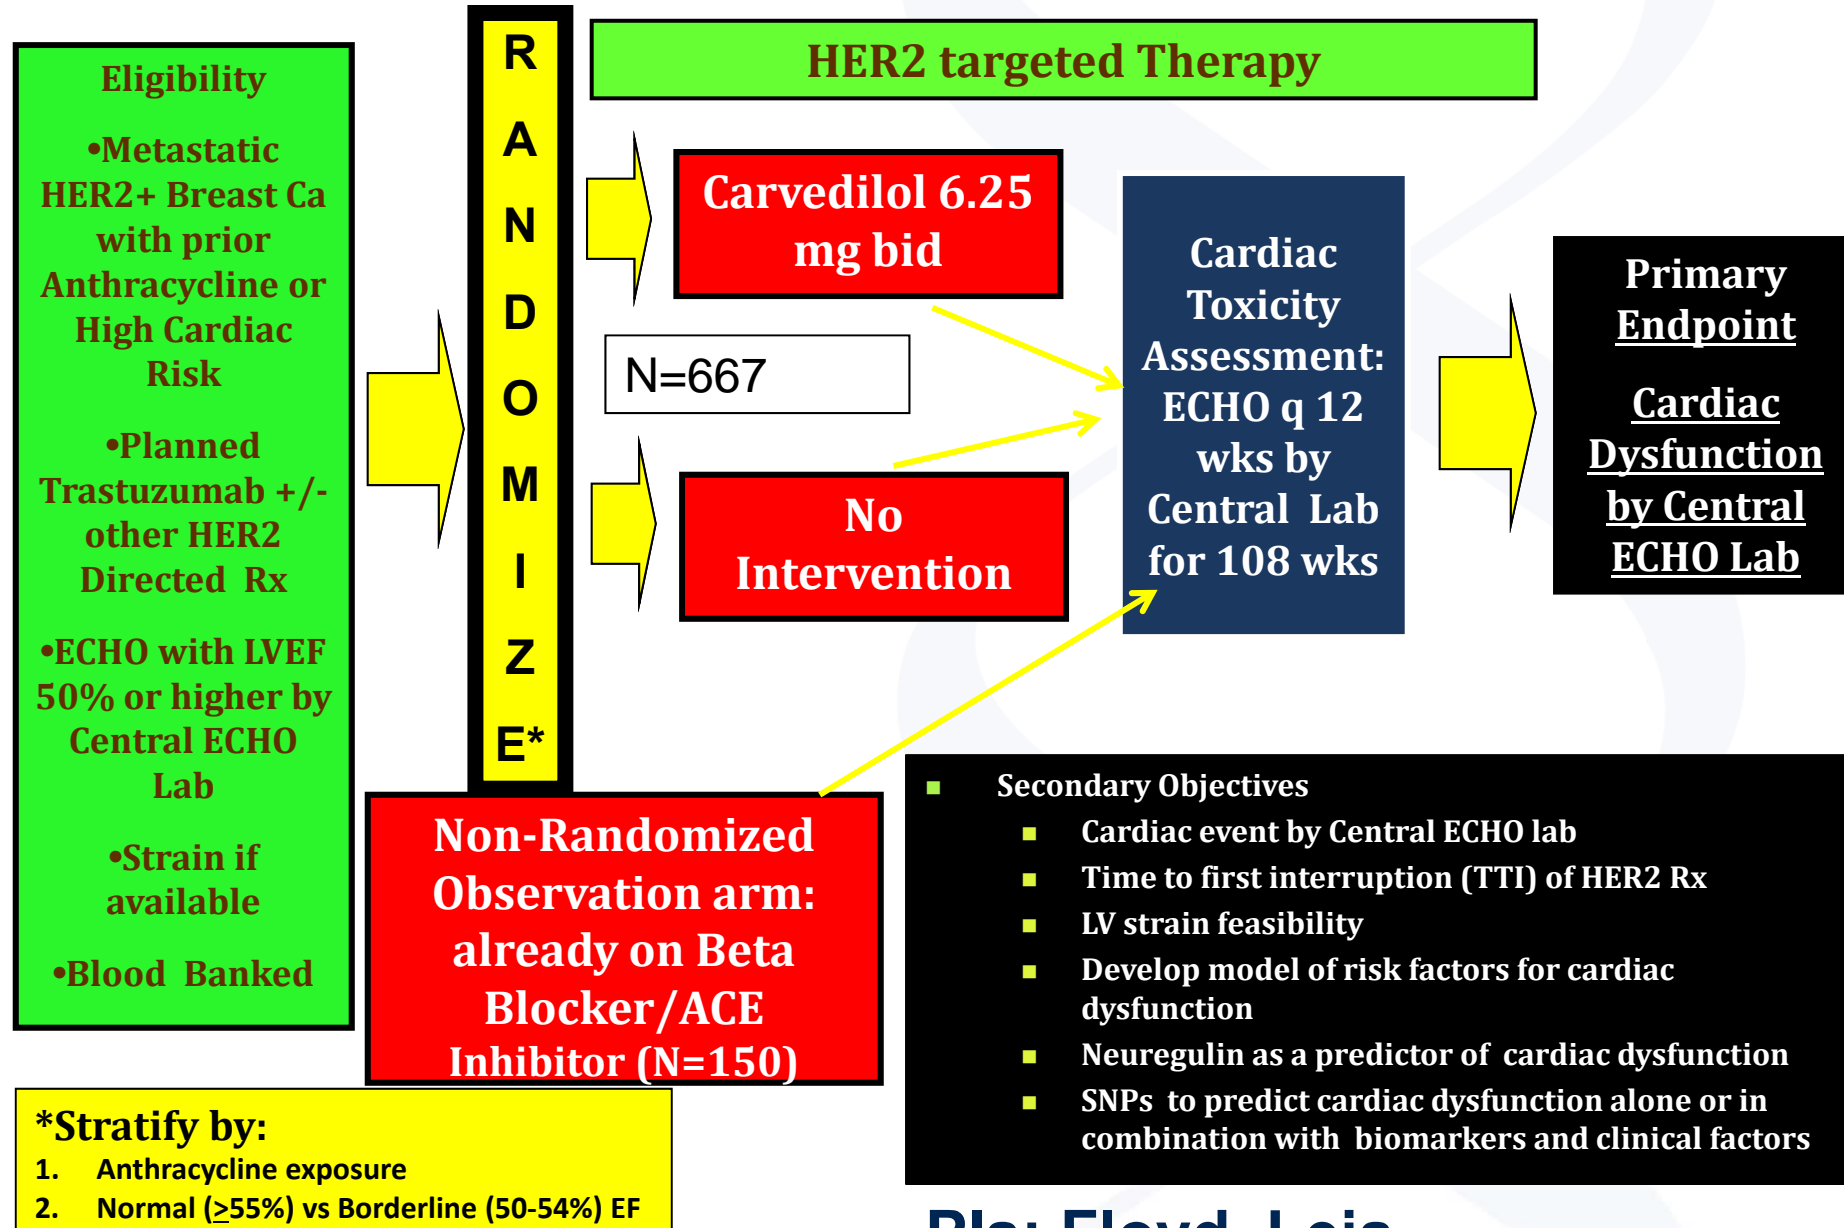 Eligibility
•Metastatic
HER2+ Breast Ca
with prior
Anthracycline or
High Cardiac
Risk
•Planned
Trastuzumab +/-
other HER2
Directed Rx
•ECHO with LVEF
50% or higher by
Central ECHO
Lab
•Strain if
available
•Blood Banked
R
A
N
D
O
M
I
Z
E*
HER2 targeted Therapy
Carvedilol 6.25
mg bid
N=667
No
Intervention
Non-Randomized
Observation arm:
already on Beta
Blocker/ACE
Inhibitor (N=150)
Cardiac
Toxicity
Assessment:
ECHO q 12
wks by
Central Lab
for 108 wks
Primary
Endpoint
Cardiac
Dysfunction
by Central
ECHO Lab
Secondary Objectives
Cardiac event by Central ECHO lab
Time to first interruption (TTI) of HER2 Rx
LV strain feasibility
Develop model of risk factors for cardiac
dysfunction
Neuregulin as a predictor of cardiac dysfunction
SNPs to predict cardiac dysfunction alone or in
combination with biomarkers and clinical factors
*Stratify by:
1. Anthracycline exposure
2. Normal (≥55%) vs Borderline (50-54%) EF
PIs: Floyd, Leis